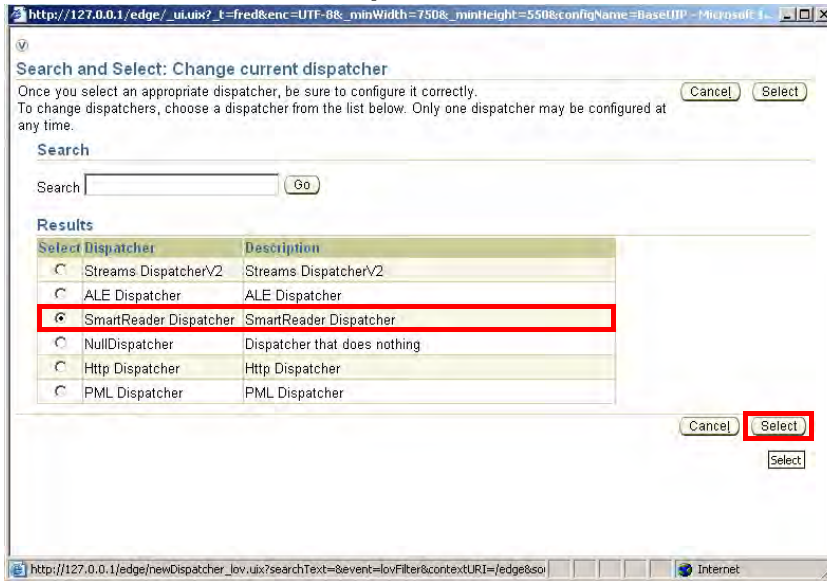 http://127.0.0.1/edge/_ui.uix?_t=fred&enc=UTF-8&_minWidth=750&_minHeight=550&configName=BaseUIP - Microsoft I...
V
Search and Select: Change current dispatcher
Once you select an appropriate dispatcher, be sure to configure it correctly.
To change dispatchers, choose a dispatcher from the list below. Only one dispatcher may be configured at
any time.
Cancel Select
Search
Search Go
Results
Select Dispatcher Description
Streams DispatcherV2 Streams DispatcherV2
ALE Dispatcher ALE Dispatcher
SmartReader Dispatcher SmartReader Dispatcher
NullDispatcher Dispatcher that does nothing
Http Dispatcher Http Dispatcher
PML Dispatcher PML Dispatcher
Cancel Select
Select
http://127.0.0.1/edge/newDispatcher_lov.uix?searchText=&event=lovFilter&contextURI=/edge&sou Internet